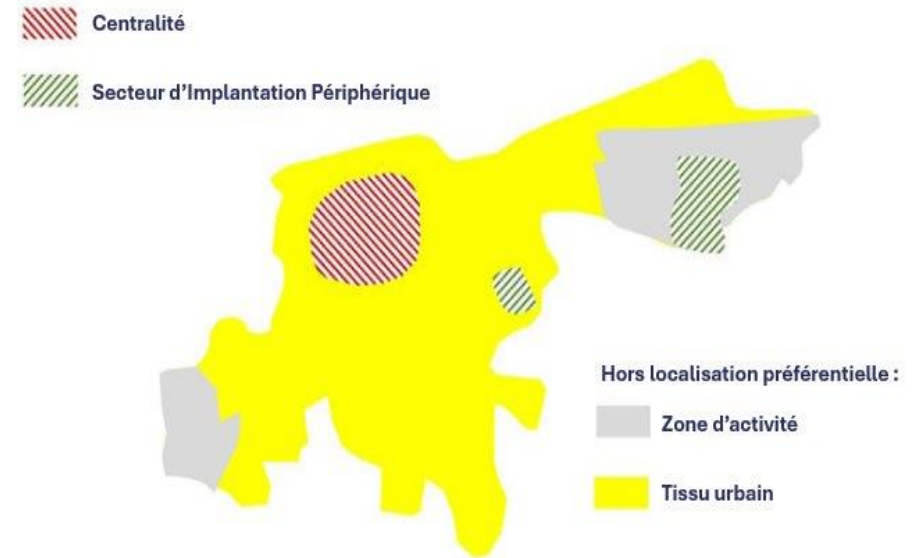 Centralité
Secteur d'Implantation Périphérique
Hors localisation préférentielle :
Zone d'activité
Tissu urbain